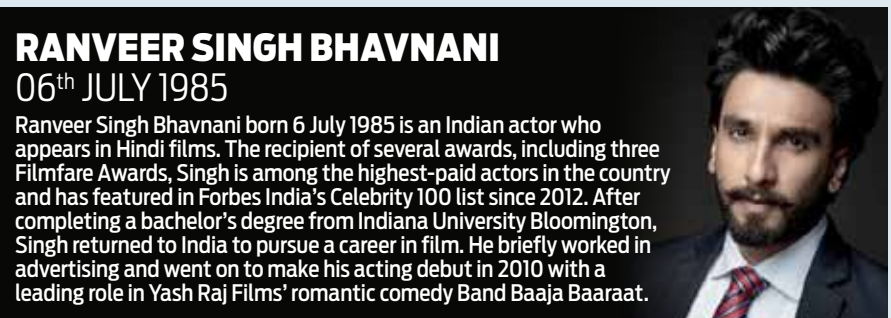 RANVEER SINGH BHAVNANI
06th JULY 1985
Ranveer Singh Bhavnani born 6 July 1985 is an Indian actor who
appears in Hindi films. The recipient of several awards, including three
Filmfare Awards, Singh is among the highest-paid actors in the country
and has featured in Forbes India's Celebrity 100 list since 2012. After
completing a bachelor's degree from Indiana University Bloomington,
Singh returned to India to pursue a career in film. He briefly worked in
advertising and went on to make his acting debut in 2010 with a
leading role in Yash Raj Films' romantic comedy Band Baaja Baaraat.